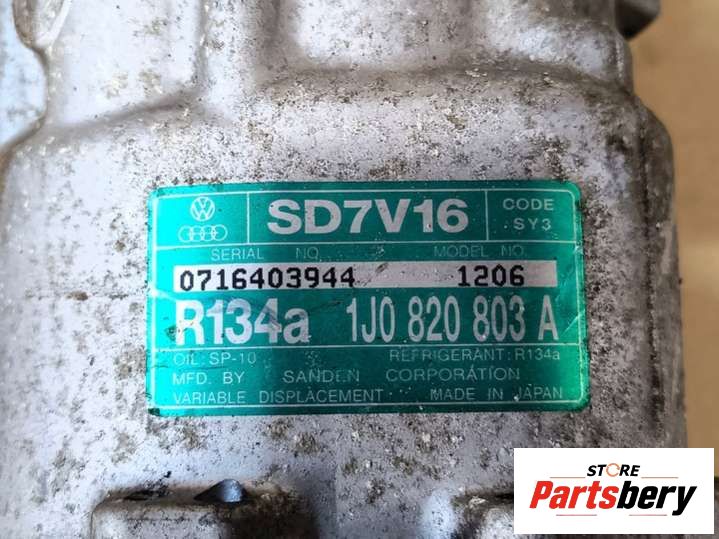 SD7V16
CODE
SY3
SERIAL NO. MODEL NO.
0716403944 1206
R134a 1J0 820 803 A
OIL: SP-10 REFRIGERANT: R134a
MFD. BY SANDEN CORPORATION
VARIABLE DISPLACEMENT MADE IN JAPAN
STORE
Partsbery